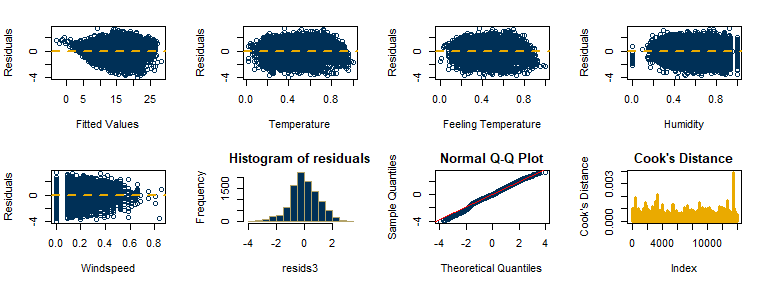 Residuals
0
-4
0
5
15
25
Fitted Values
Residuals
0
-4
0.0
0.4
0.8
Temperature
Residuals
0
-4
0.0
0.4
0.8
Feeling Temperature
Residuals
0
-4
0.0
0.4
0.8
Humidity
Residuals
0
-4
0.0
0.2
0.4
0.6
0.8
Windspeed
Histogram of residuals
Frequency
1500
0
-4
-2
0
2
resids3
Normal Q-Q Plot
Sample Quantiles
0
-4
-4
-2
0
2
4
Theoretical Quantiles
Cook's Distance
Cook's Distance
0.003
0.000
0
4000
10000
Index